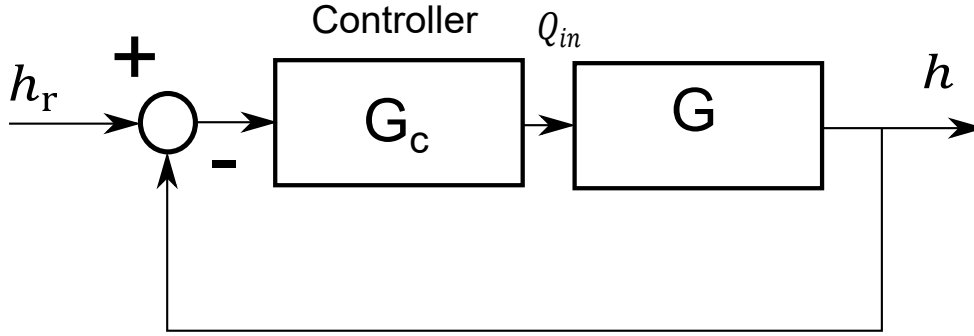 Controller
Q_in
+
h_r
G_c
G
h
-